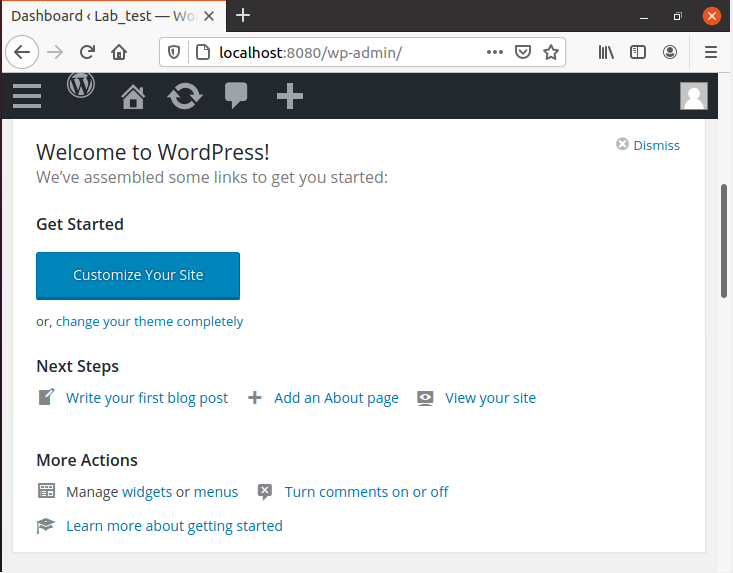 Dashboard ‹ Lab_test — Wo
localhost:8080/wp-admin/
Welcome to WordPress!
Dismiss
We've assembled some links to get you started:
Get Started
Customize Your Site
or, change your theme completely
Next Steps
Write your first blog post Add an About page View your site
More Actions
Manage widgets or menus Turn comments on or off
Learn more about getting started